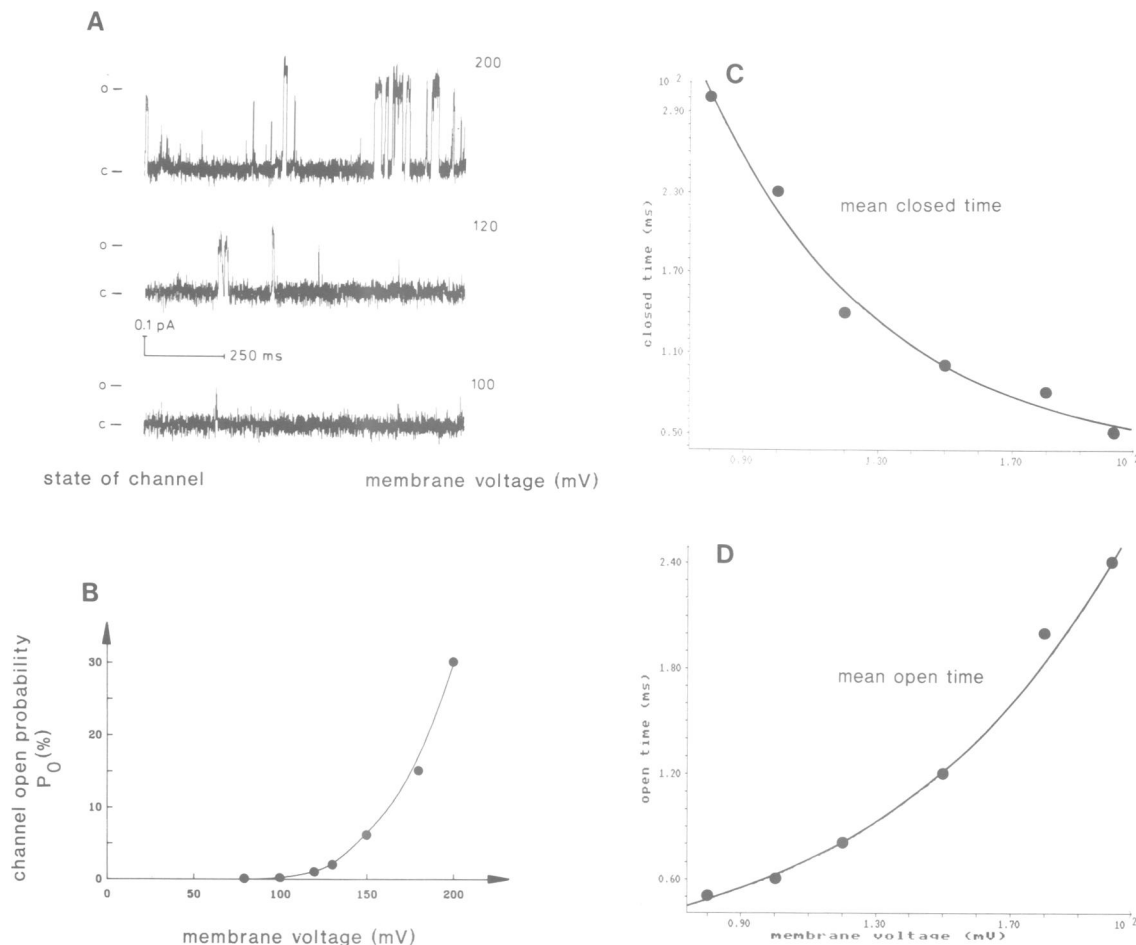 A
200
o –
c –
120
o –
c –
0.1 pA
250 ms
100
o –
c –
state of channel
membrane voltage (mV)
B
channel open probability
P0(%)
30
20
10
0
0
50
100
150
200
membrane voltage (mV)
C
10 2
2.90
2.30
1.70
1.10
0.50
closed time (ms)
mean closed time
0.90
1.30
1.70
10 2
D
2.40
1.80
1.20
0.60
open time (ms)
mean open time
0.90
1.30
1.70
10 2
membrane voltage (mV)